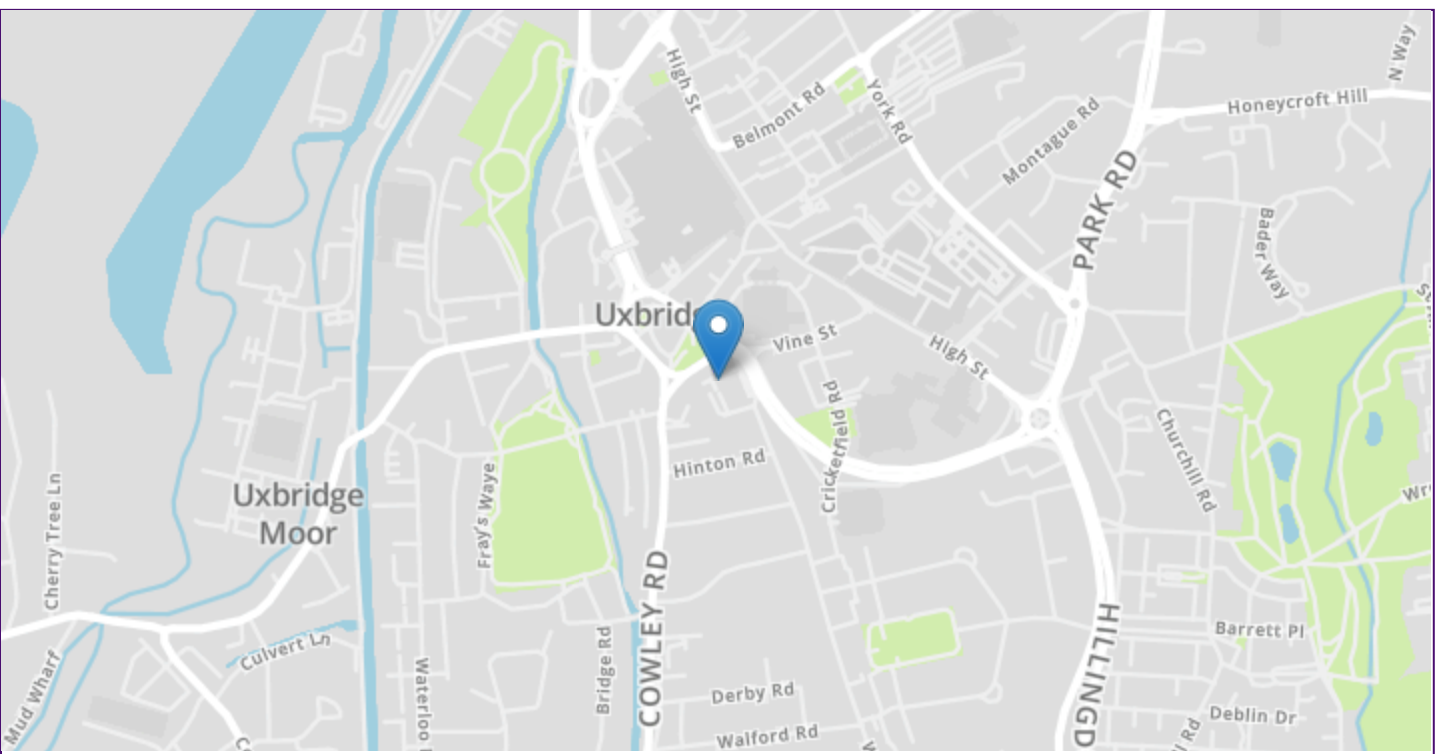 High St
Belmont Rd
York Rd
Montague Rd
Honeycroft Hill
N Way
PARK RD
Bader Way
Uxbridg
Vine St
High St
Cricketfield Rd
Churchill Rd
Hinton Rd
Uxbridge
Moor
Cherry Tree Ln
Fray's Waye
COWLEY RD
HILLINGD
Barrett Pl
Culvert Ln
Mud Wharf
Waterloo
Bridge Rd
Derby Rd
Walford Rd
Deblin Dr